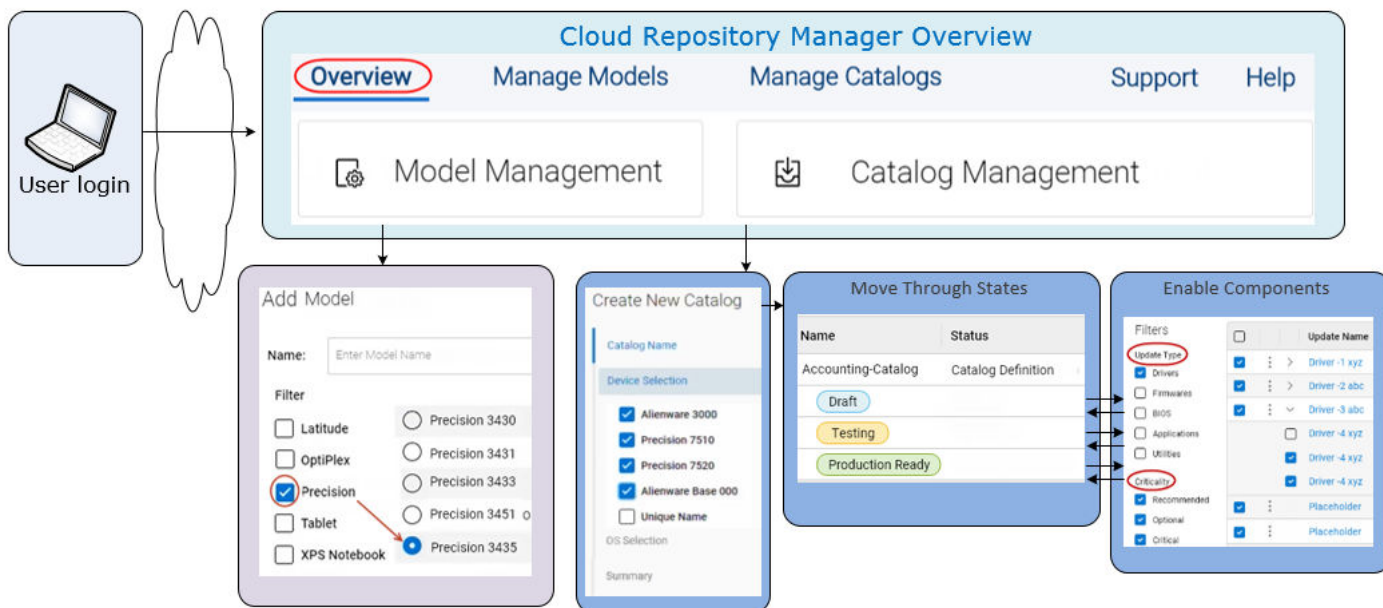 Cloud Repository Manager Overview
Overview Manage Models Manage Catalogs Support Help
Model Management Catalog Management
User login
Add Model
Name: Enter Model Name
Filter
Latitude
OptiPlex
Precision
Tablet
XPS Notebook
Precision 3430
Precision 3431
Precision 3433
Precision 3451 o
Precision 3435
Create New Catalog
Catalog Name
Device Selection
Alienware 3000
Precision 7510
Precision 7520
Alienware Base 000
Unique Name
OS Selection
Summary
Move Through States
Name Status
Accounting-Catalog Catalog Definition
Draft
Testing
Production Ready
Enable Components
Filters
Update Type
Drivers
Firmwares
BIOS
Applications
Utilities
Criticality
Recommended
Optional
Critical
Update Name
Driver -1 xyz
Driver -2 abc
Driver -3 abc
Driver -4 xyz
Driver -4 xyz
Driver -4 xyz
Placeholder
Placeholder